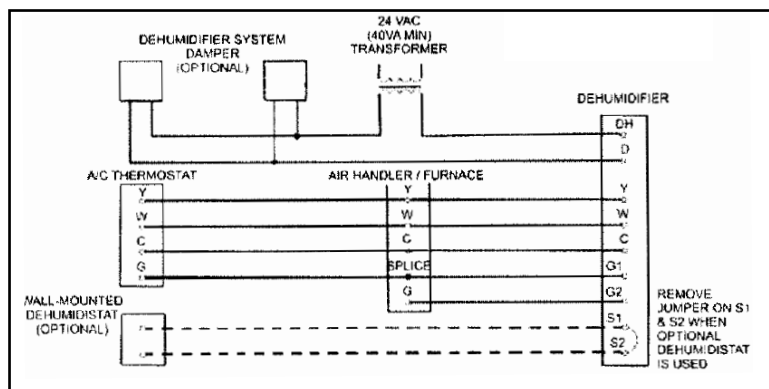 24 VAC
(40VA MIN)
TRANSFORMER
DEHUMIDIFIER SYSTEM
DAMPER
(OPTIONAL)
DEHUMIDIFIER
DH
D
A/C THERMOSTAT
AIR HANDLER / FURNACE
Y
Y
Y
W
W
W
C
C
C
G
SPLICE
G1
G
G2
WALL-MOUNTED
DEHUMIDISTAT
(OPTIONAL)
S1
S2
REMOVE
JUMPER ON S1
& S2 WHEN
OPTIONAL
DEHUMIDISTAT
IS USED